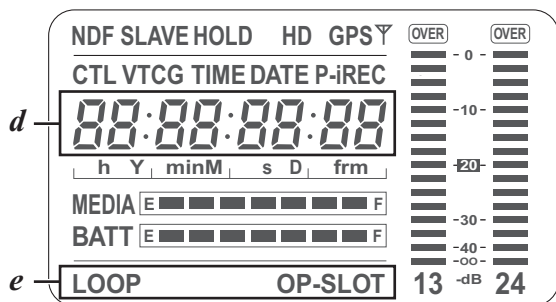 NDF SLAVE HOLD HD GPS
CTL VTCG TIME DATE P-iREC
d
88:88:88:88
h Y minM s D frm
MEDIA E F
BATT E F
e
LOOP OP-SLOT
OVER OVER
- 0 -
-10-
-20-
-30-
-40-
-∞-
13 -dB 24